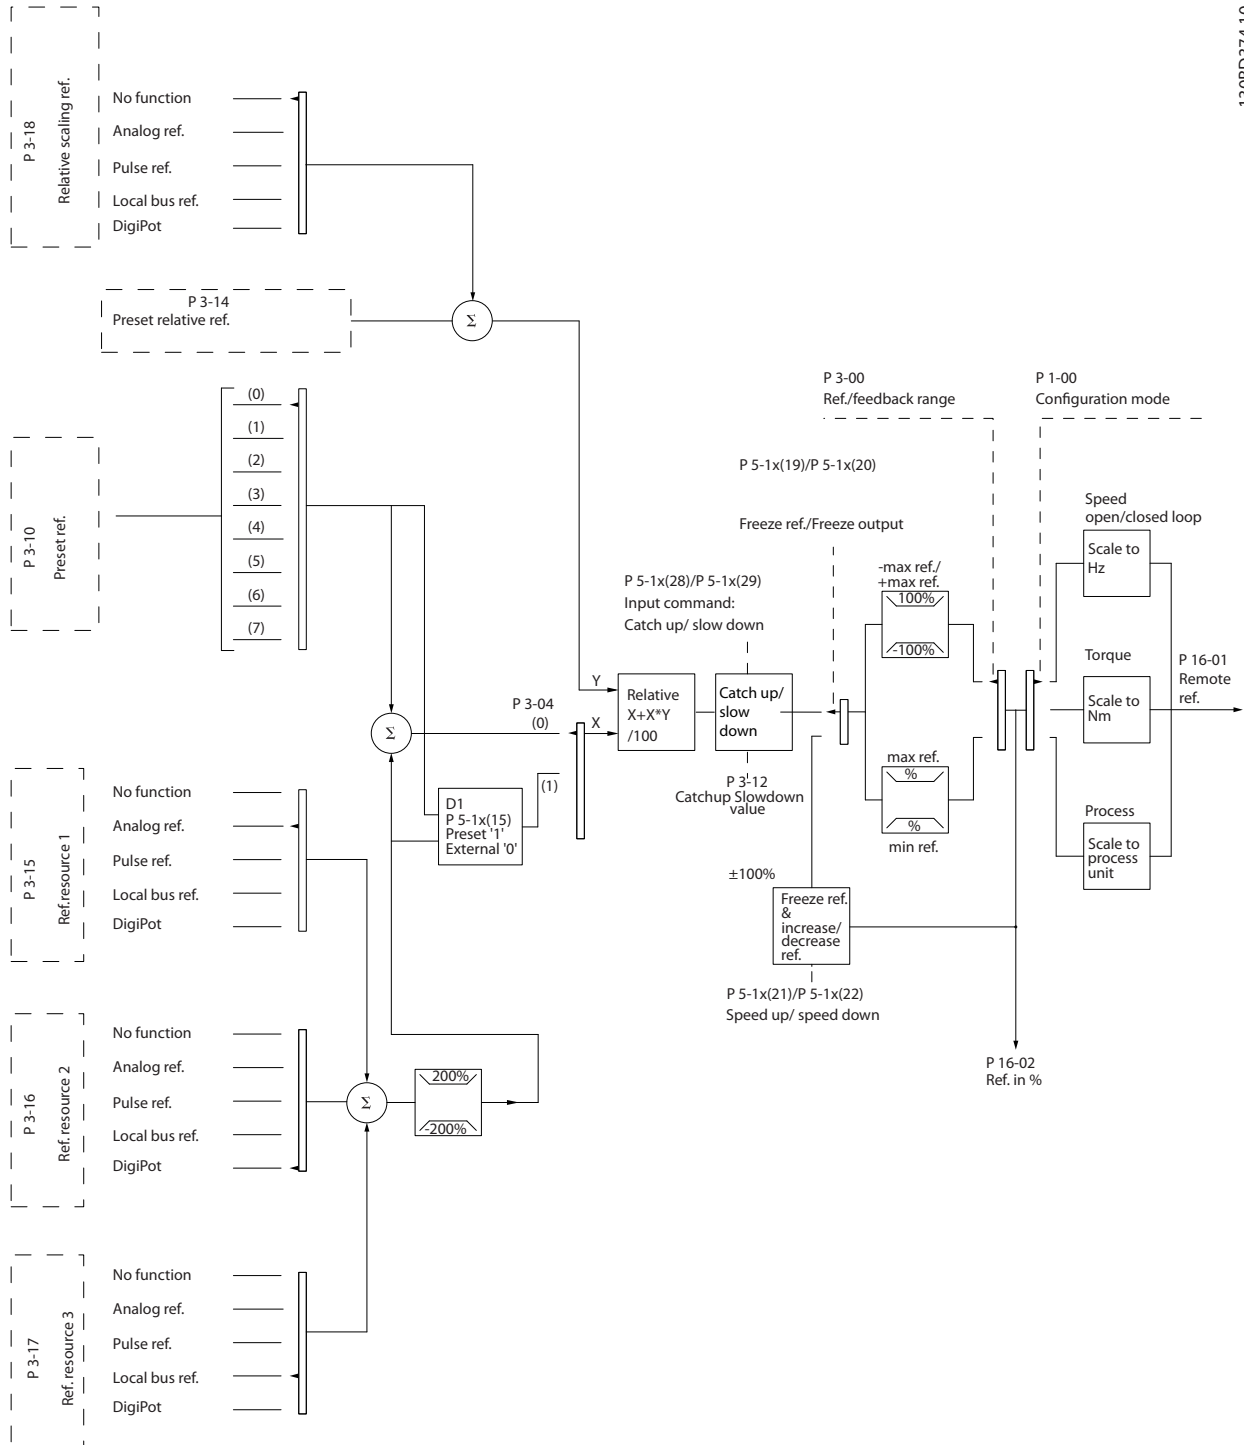 130BD374.10
P 3-18
Relative scaling ref.
No function
Analog ref.
Pulse ref.
Local bus ref.
DigiPot
P 3-14
Preset relative ref.
Σ
P 3-10
Preset ref.
(0)
(1)
(2)
(3)
(4)
(5)
(6)
(7)
P 3-00
Ref./feedback range
P 1-00
Configuration mode
P 5-1x(19)/P 5-1x(20)
Freeze ref./Freeze output
P 5-1x(28)/P 5-1x(29)
Input command:
Catch up/ slow down
-max ref./
+max ref.
100%
-100%
Speed
open/closed loop
Scale to
Hz
Torque
Scale to
Nm
P 16-01
Remote
ref.
Process
Scale to
process
unit
Y
X
Relative
X+X*Y
/100
Catch up/
slow
down
P 3-12
Catchup Slowdown
value
max ref.
%
%
min ref.
P 3-04
(0)
(1)
Σ
D1
P 5-1x(15)
Preset '1'
External '0'
±100%
Freeze ref.
&
increase/
decrease
ref.
P 5-1x(21)/P 5-1x(22)
Speed up/ speed down
P 16-02
Ref. in %
P 3-15
Ref.resource 1
No function
Analog ref.
Pulse ref.
Local bus ref.
DigiPot
P 3-16
Ref. resource 2
No function
Analog ref.
Pulse ref.
Local bus ref.
DigiPot
Σ
200%
-200%
P 3-17
Ref. resource 3
No function
Analog ref.
Pulse ref.
Local bus ref.
DigiPot